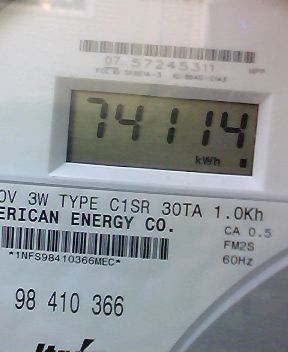 07 57245311
74114
kWh
0V 3W TYPE C1SR 30TA 1.0Kh
ERICAN ENERGY CO.
CA 0.5
FM2S
60Hz
*1NFS98410366MEC*
98 410 366